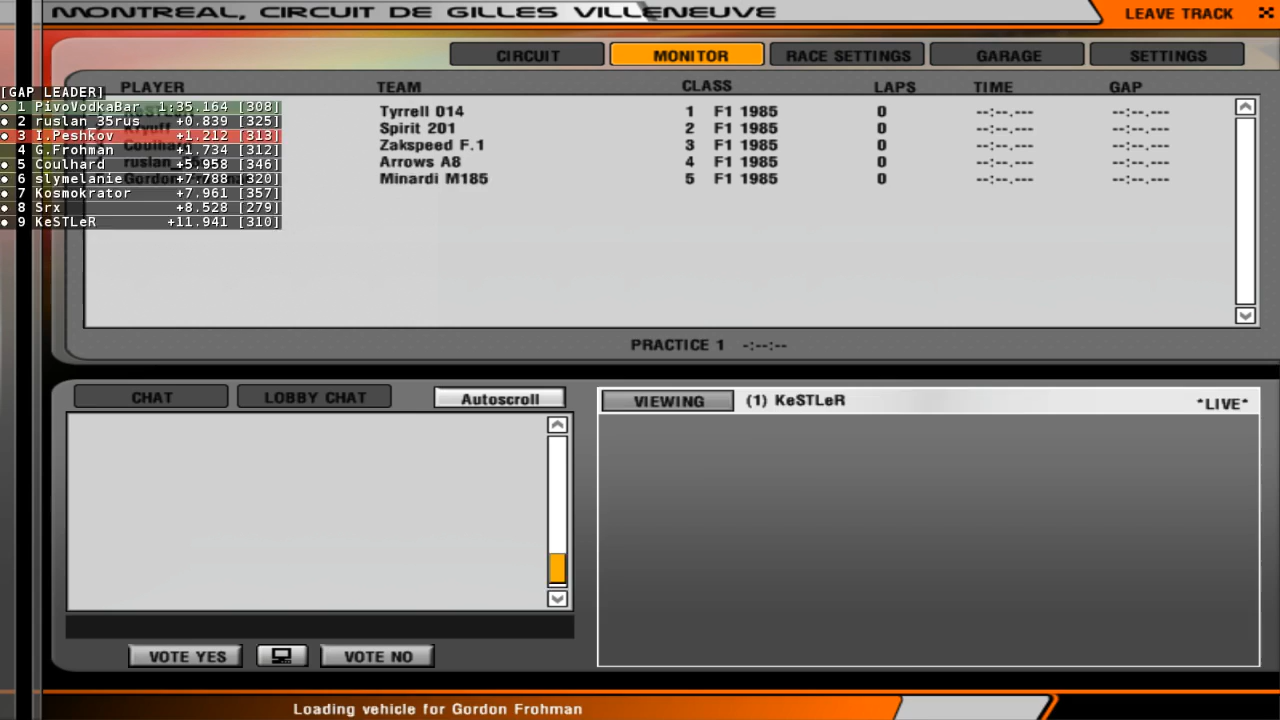 MONTREAL, CIRCUIT DE GILLES VILLENEUVE LEAVE TRACK
CIRCUIT MONITOR RACE SETTINGS GARAGE SETTINGS
PLAYER TEAM CLASS LAPS TIME GAP
[GAP LEADER]
1 PivoVodkaBar 1:35.164 [308]
2 ruslan_35rus +0.839 [325]
3 I.Peshkov +1.212 [313]
4 G.Frohman +1.734 [312]
5 Coulhard +5.958 [346]
6 slymelanie +7.788 [320]
7 Kosmokrator +7.961 [357]
8 Srx +8.528 [279]
9 KeSTLeR +11.941 [310]
Tyrrell 014 1 F1 1985 0 --:--.--- --:--.---
Spirit 201 2 F1 1985 0 --:--.--- --:--.---
Zakspeed F.1 3 F1 1985 0 --:--.--- --:--.---
Arrows A8 4 F1 1985 0 --:--.--- --:--.---
Minardi M185 5 F1 1985 0 --:--.--- --:--.---
PRACTICE 1 -:--:--
CHAT LOBBY CHAT Autoscroll
VIEWING (1) KeSTLeR *LIVE*
VOTE YES VOTE NO
Loading vehicle for Gordon Frohman